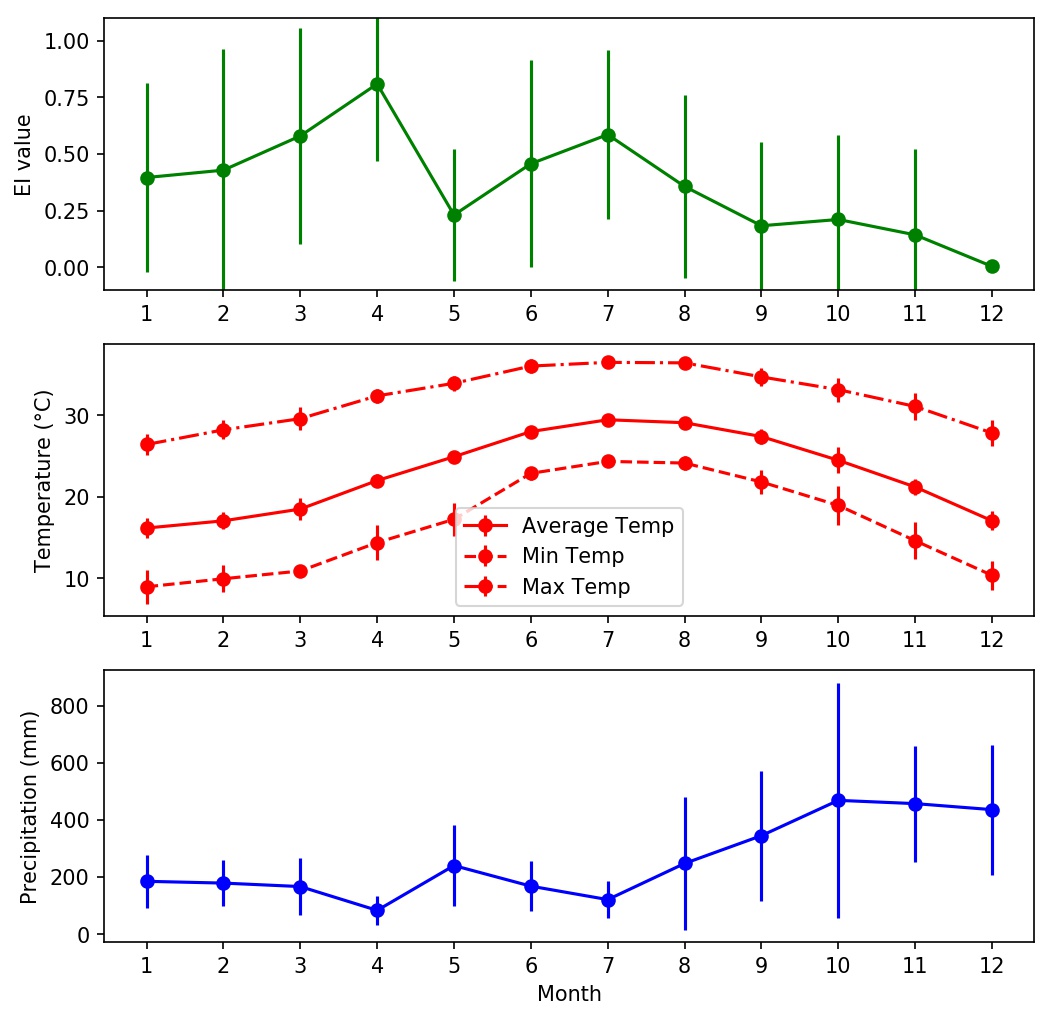 1.00
0.75
0.50
0.25
0.00
EI value
1 2 3 4 5 6 7 8 9 10 11 12
30
20
10
Temperature (°C)
Average Temp
Min Temp
Max Temp
1 2 3 4 5 6 7 8 9 10 11 12
800
600
400
200
0
Precipitation (mm)
1 2 3 4 5 6 7 8 9 10 11 12
Month